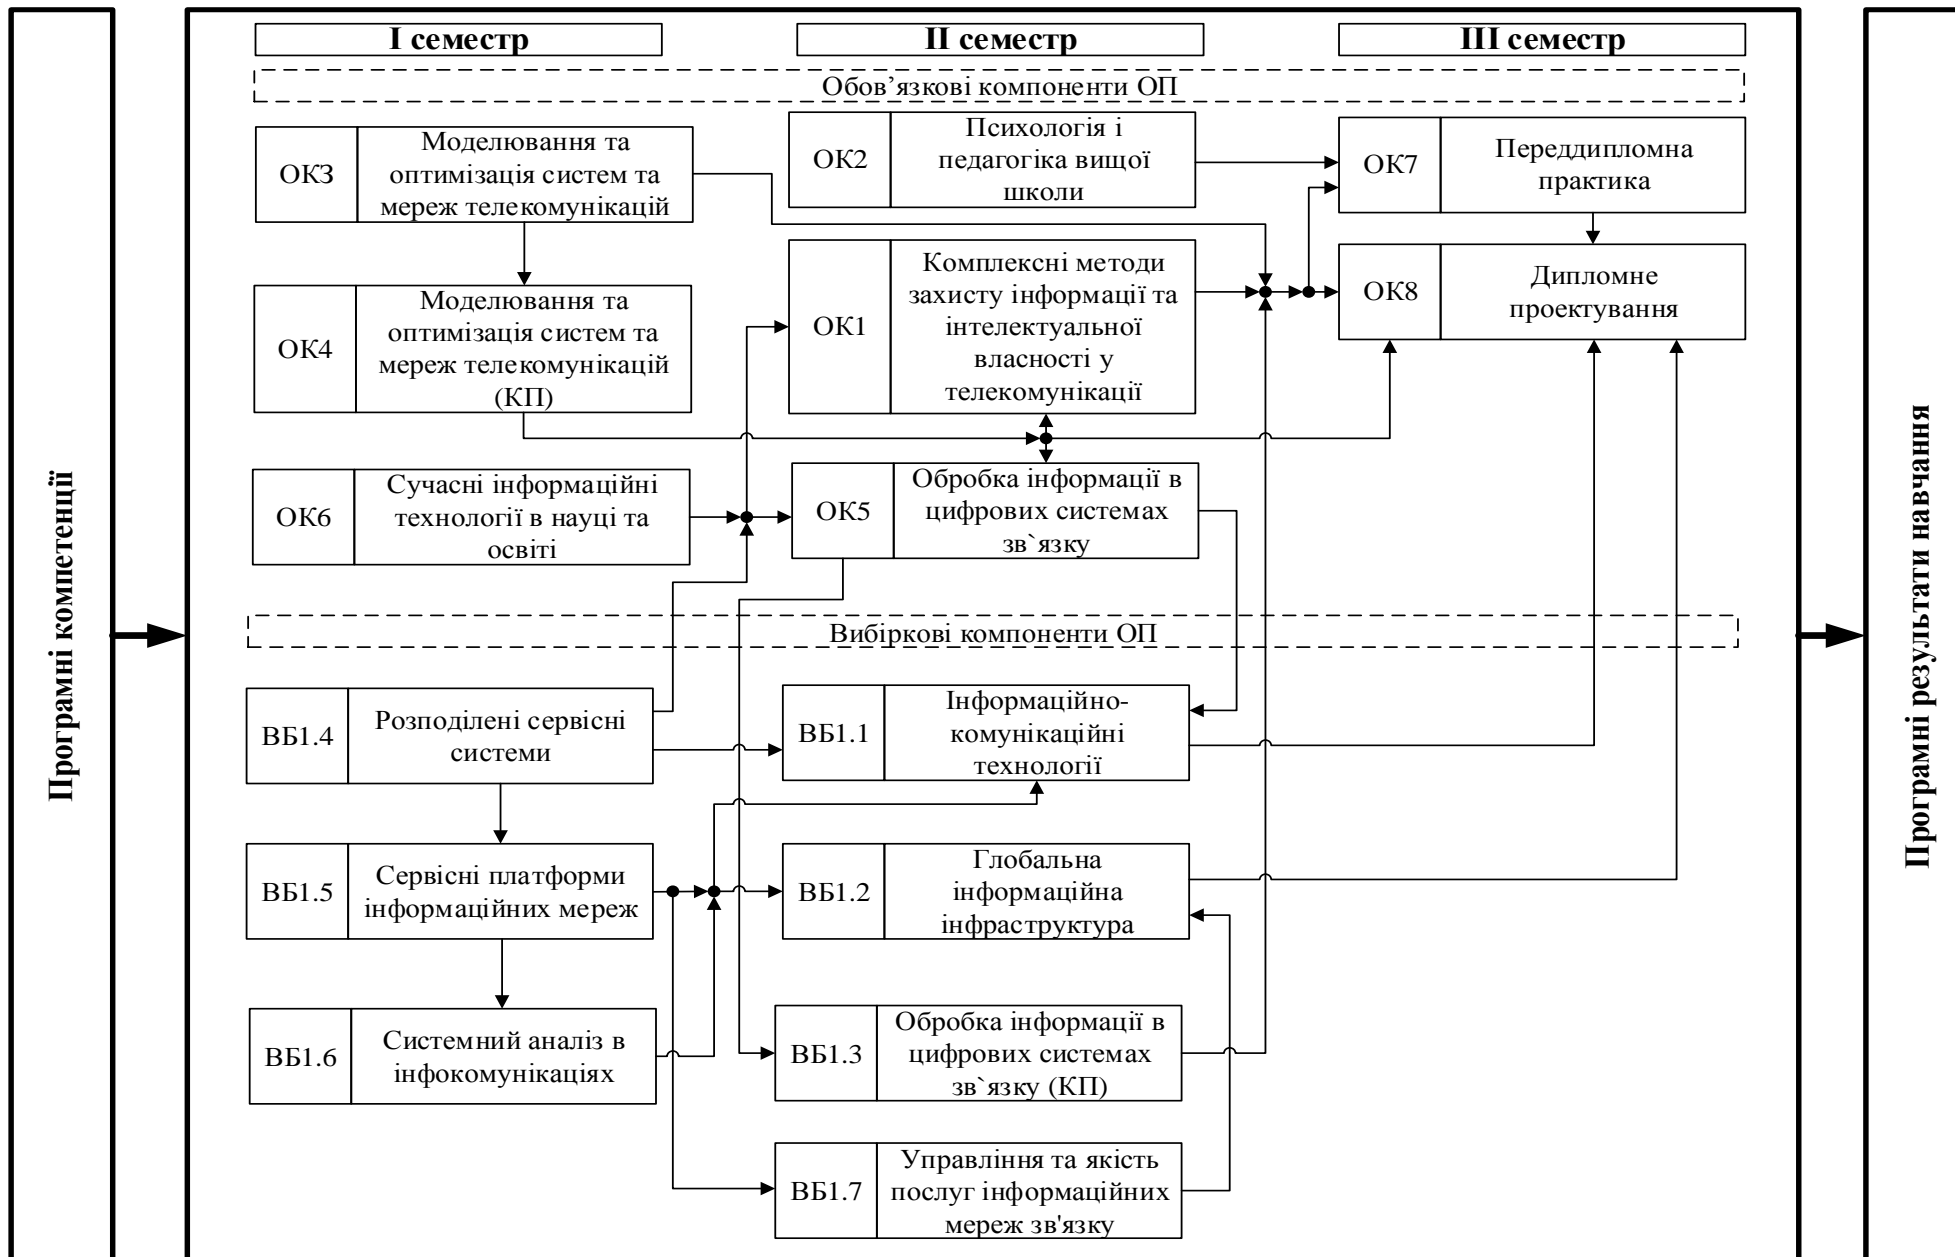 Програмні компетенції
І семестр
ІІ семестр
ІІІ семестр
Обов’язкові компоненти ОП
ОК3
Моделювання та
оптимізація систем та
мереж телекомунікацій
ОК2
Психологія і
педагогіка вищої
школи
ОК7
Переддипломна
практика
ОК4
Моделювання та
оптимізація систем та
мереж телекомунікацій
(КП)
ОК1
Комплексні методи
захисту інформації та
інтелектуальної
власності у
телекомунікації
ОК8
Дипломне
проектування
ОК6
Сучасні інформаційні
технології в науці та
освіті
ОК5
Обробка інформації в
цифрових системах
зв`язку
Вибіркові компоненти ОП
ВБ1.4
Розподілені сервісні
системи
ВБ1.1
Інформаційно-
комунікаційні
технології
ВБ1.5
Сервісні платформи
інформаційних мереж
ВБ1.2
Глобальна
інформаційна
інфраструктура
ВБ1.6
Системний аналіз в
інфокомунікаціях
ВБ1.3
Обробка інформації в
цифрових системах
зв`язку (КП)
ВБ1.7
Управління та якість
послуг інформаційних
мереж зв'язку
Програмні результати навчання